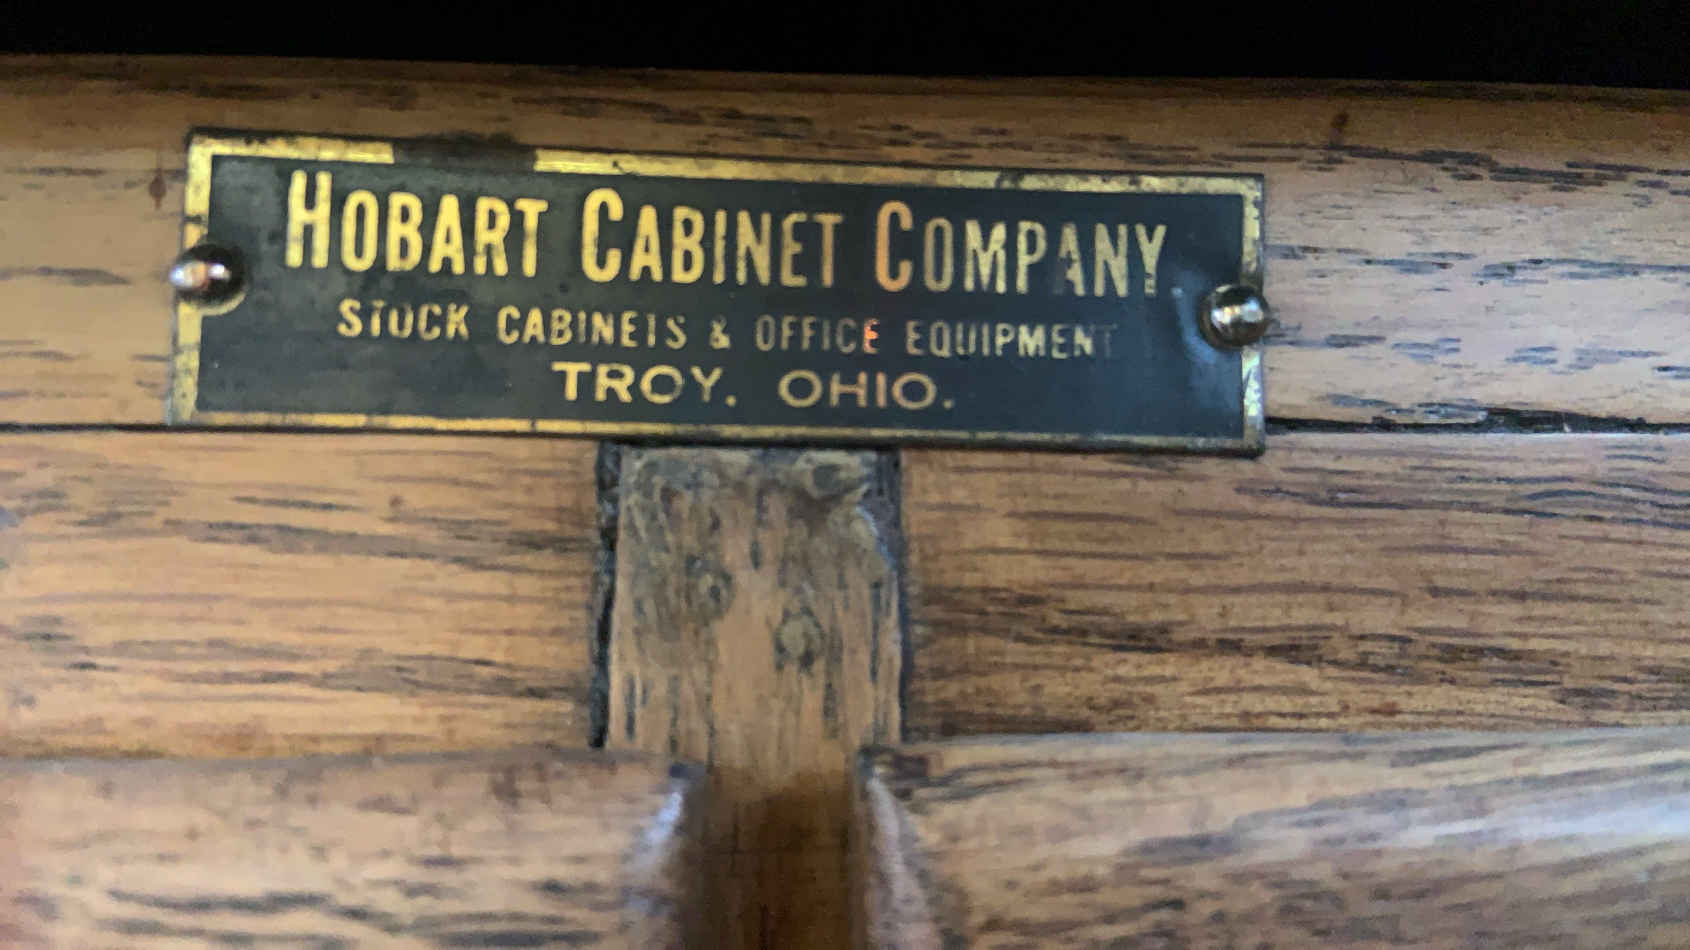 HOBART CABINET COMPANY
STOCK CABINETS & OFFICE EQUIPMENT
TROY, OHIO.